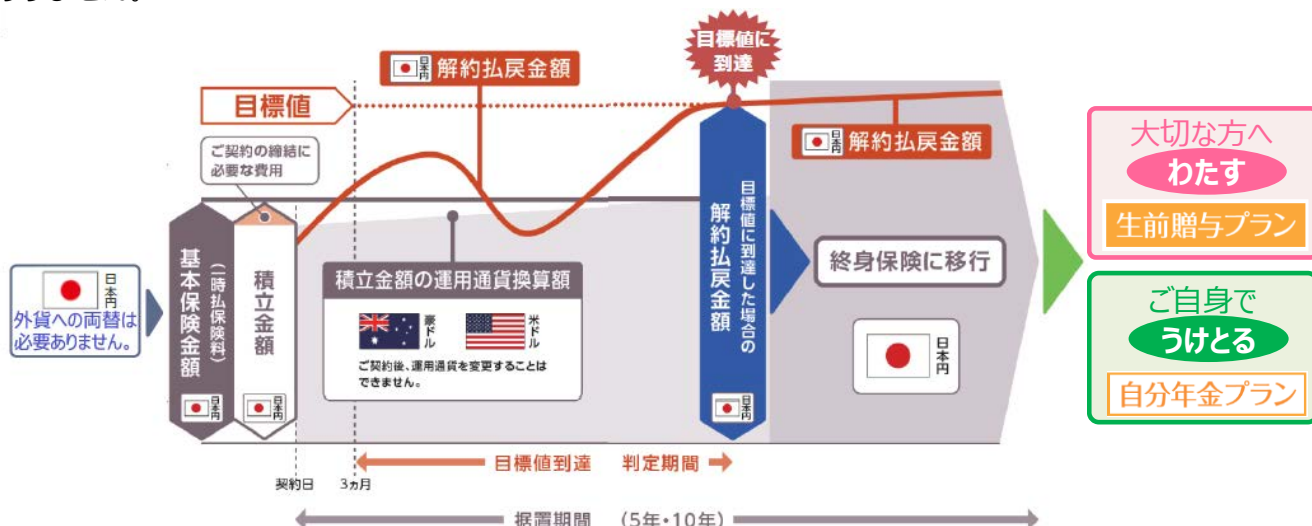 目標値に
到達
日本円
解約払戻金額
目標値
ご契約の締結に
必要な費用
日本円
解約払戻金額
大切な方へ
わたす
生前贈与プラン
日本円
外貨への両替は
必要ありません。
基本保険金額
(一時払保険料)
日本円
積立金額
日本円
積立金額の運用通貨換算額
豪ドル
米ドル
ご契約後、運用通貨を変更することは
できません。
目標値に到達した場合の
解約払戻金額
日本円
終身保険に移行
日本円
ご自身で
うけとる
自分年金プラン
目標値到達 判定期間
契約日
3ヵ月
据置期間 (5年・10年)